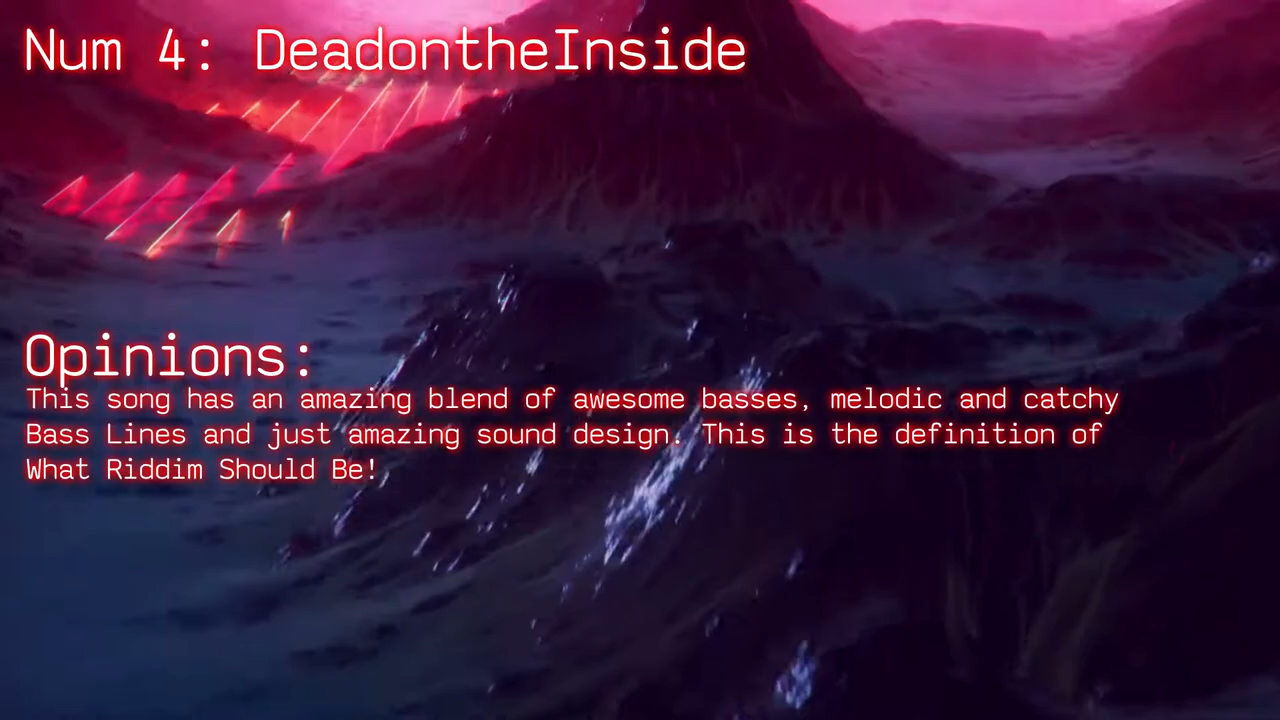 Num 4: DeadontheInside
Opinions:
This song has an amazing blend of awesome basses, melodic and catchy
Bass Lines and just amazing sound design. This is the definition of
What Riddim Should Be!